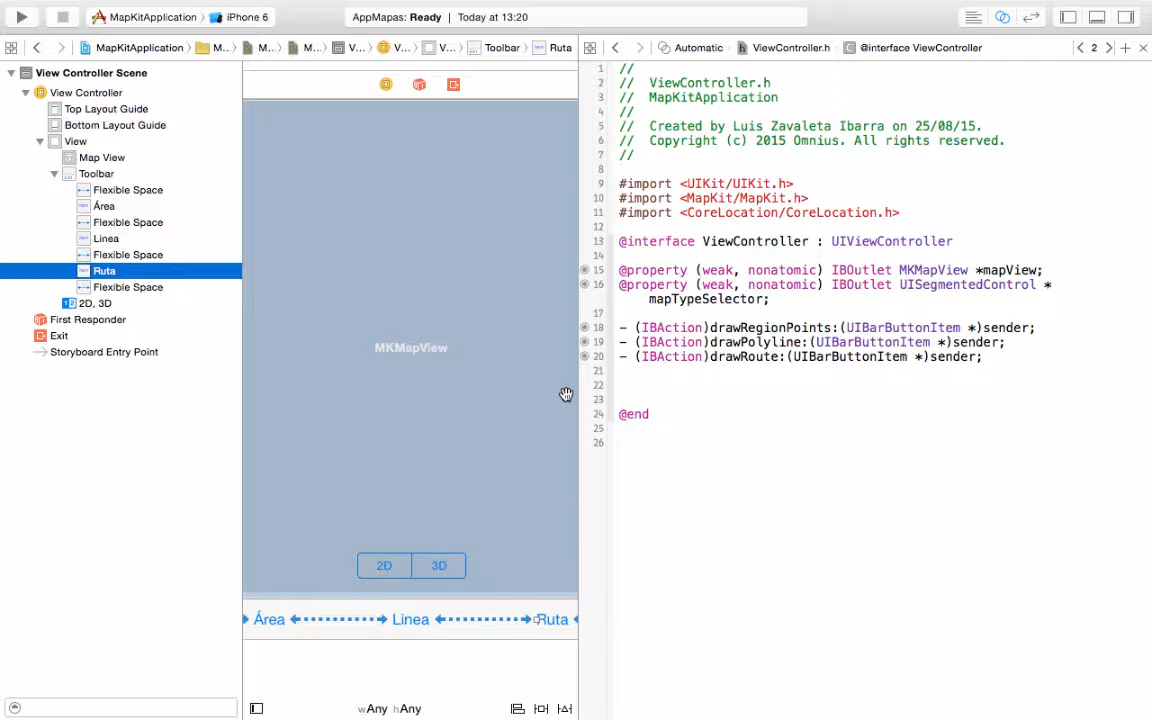 MapKitApplication
iPhone 6
AppMapas: Ready | Today at 13:20
MapKitApplication
M...
M...
M...
V...
V...
V...
Toolbar
Ruta
Automatic
ViewController.h
@interface ViewController
2
View Controller Scene
View Controller
Top Layout Guide
Bottom Layout Guide
View
Map View
Toolbar
Flexible Space
Área
Flexible Space
Linea
Flexible Space
Ruta
Flexible Space
2D, 3D
First Responder
Exit
Storyboard Entry Point
MKMapView
2D
3D
Área
Linea
Ruta
wAny hAny
1 //
2 // ViewController.h
3 // MapKitApplication
4 //
5 // Created by Luis Zavaleta Ibarra on 25/08/15.
6 // Copyright (c) 2015 Omnius. All rights reserved.
7 //
8
9 #import <UIKit/UIKit.h>
10 #import <MapKit/MapKit.h>
11 #import <CoreLocation/CoreLocation.h>
12
13 @interface ViewController : UIViewController
14
15 @property (weak, nonatomic) IBOutlet MKMapView *mapView;
16 @property (weak, nonatomic) IBOutlet UISegmentedControl *
mapTypeSelector;
17
18 - (IBAction)drawRegionPoints:(UIBarButtonItem *)sender;
19 - (IBAction)drawPolyline:(UIBarButtonItem *)sender;
20 - (IBAction)drawRoute:(UIBarButtonItem *)sender;
21
22
23
24 @end
25
26